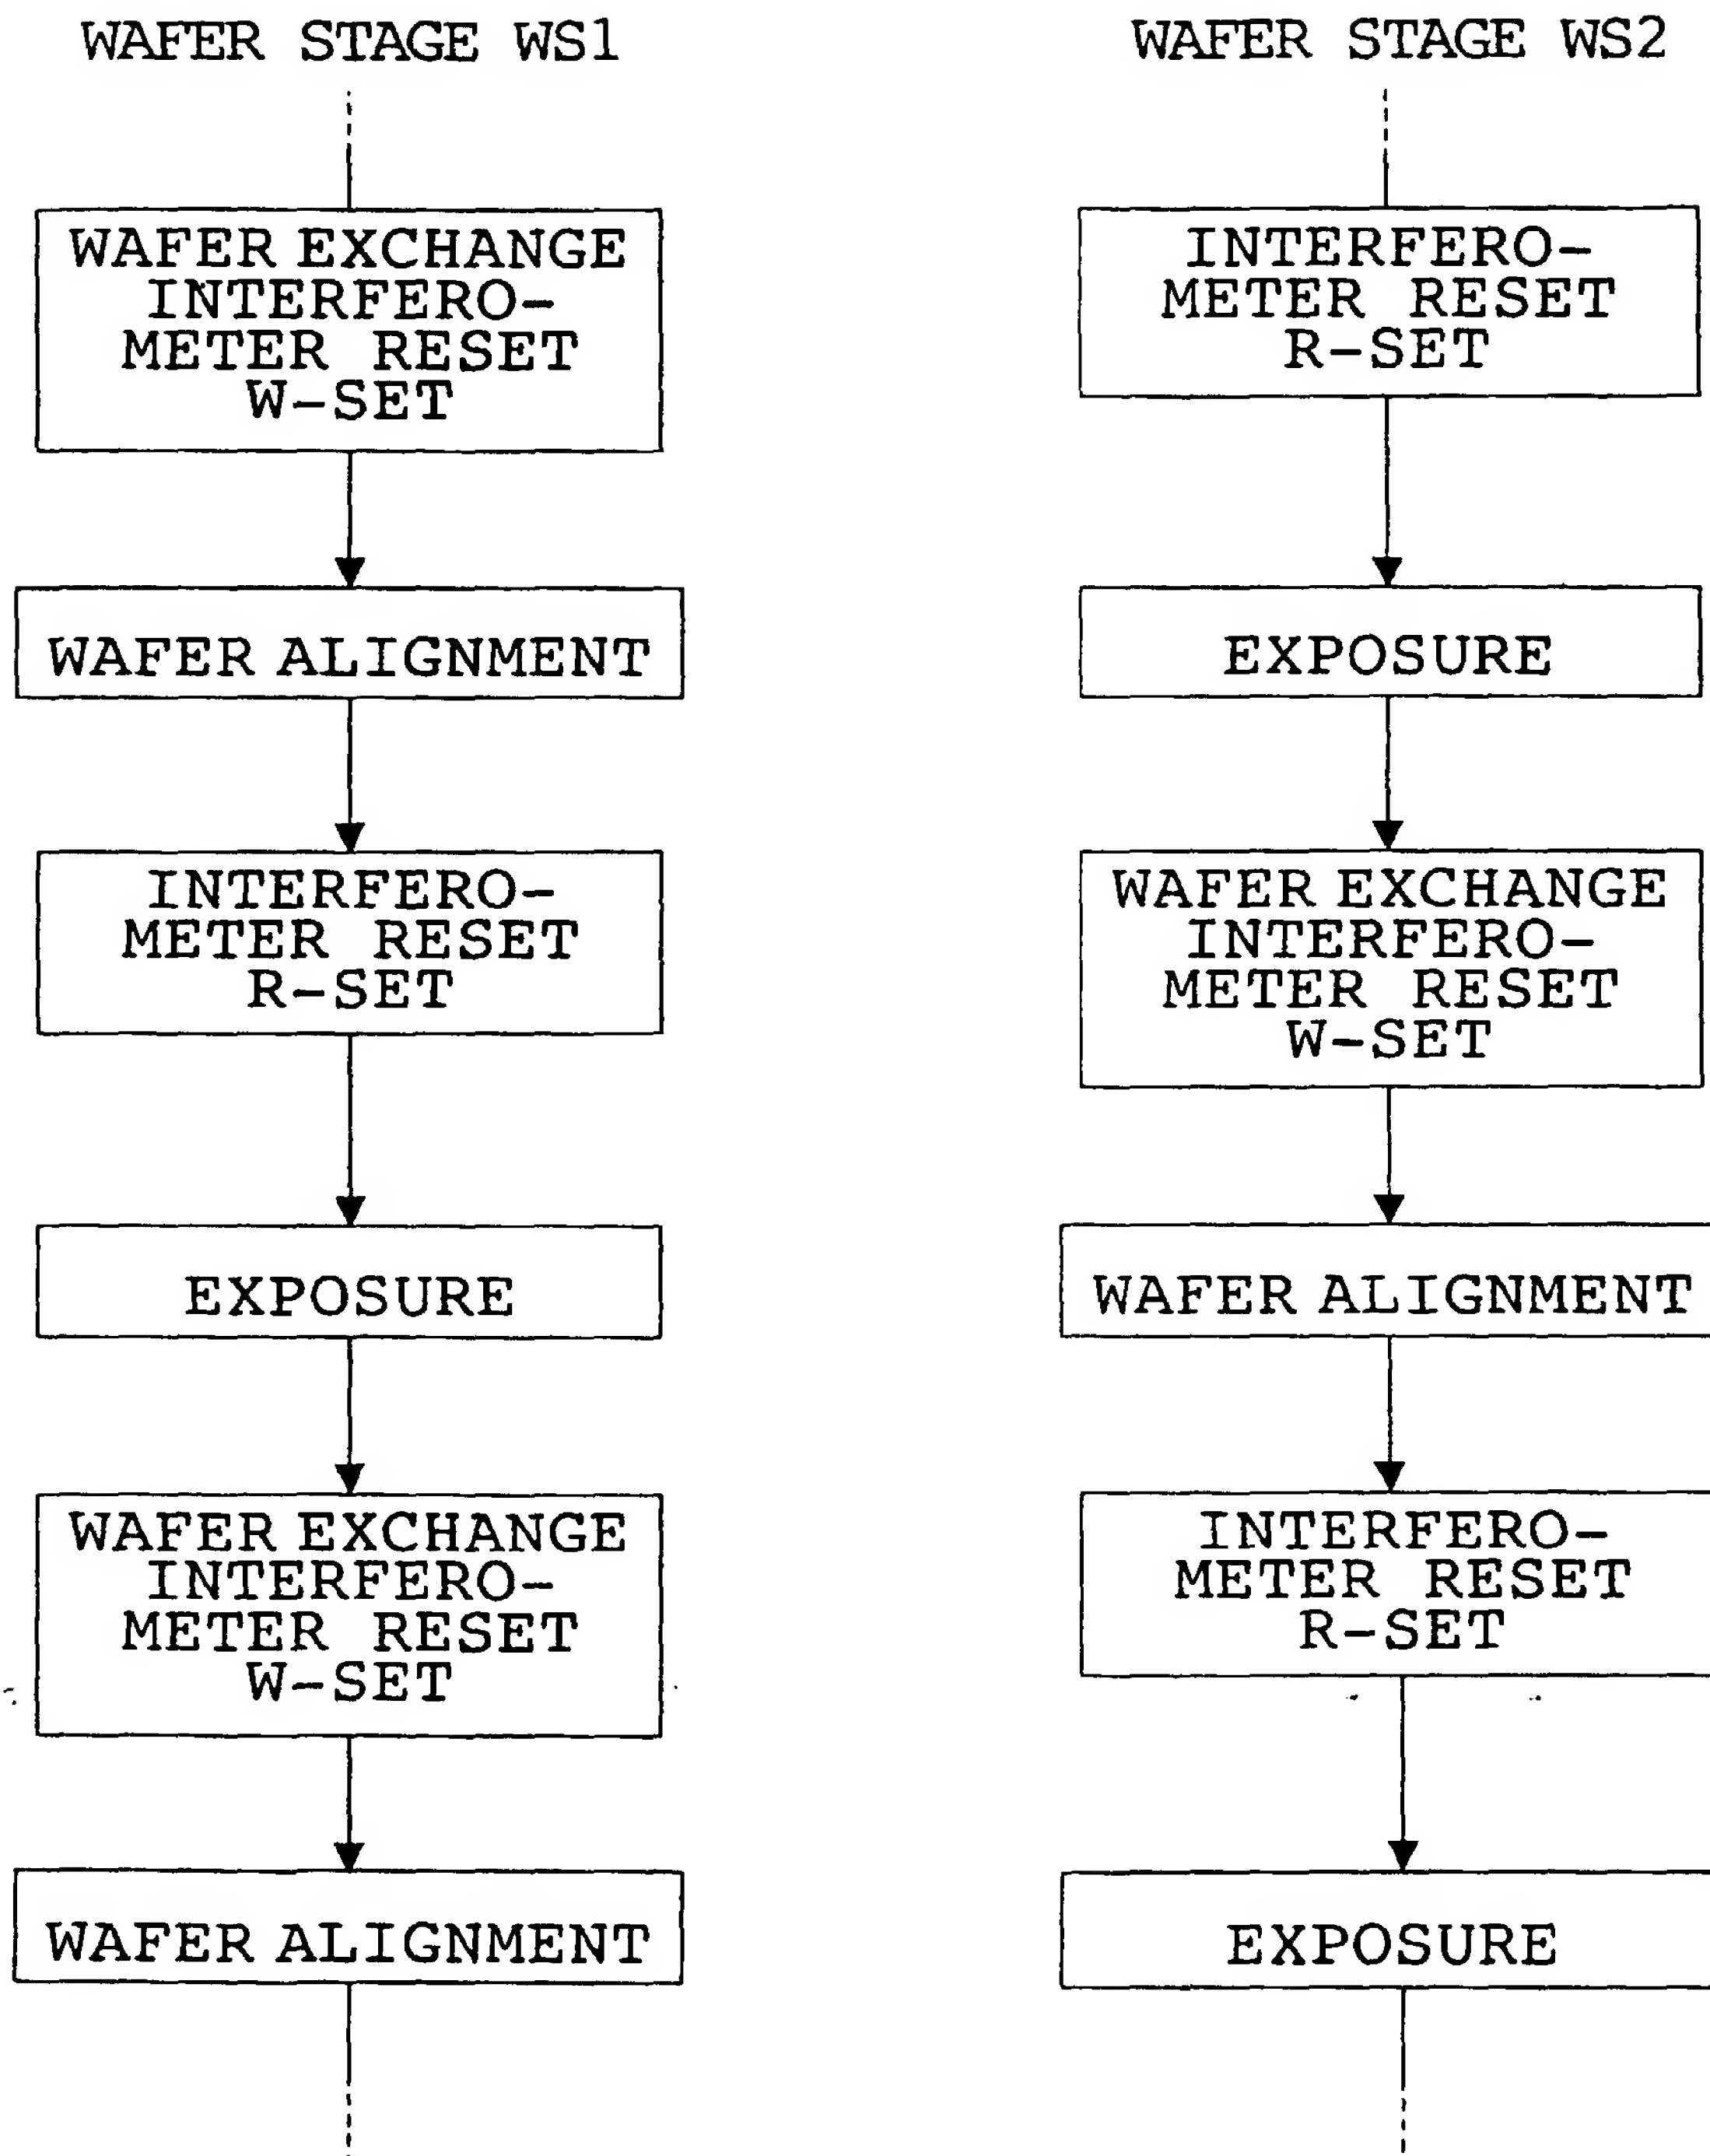 WAFER STAGE WS1
WAFER EXCHANGE
INTERFERO-
METER RESET
W-SET
WAFER ALIGNMENT
INTERFERO-
METER RESET
R-SET
EXPOSURE
WAFER EXCHANGE
INTERFERO-
METER RESET
W-SET
WAFER ALIGNMENT
WAFER STAGE WS2
INTERFERO-
METER RESET
R-SET
EXPOSURE
WAFER EXCHANGE
INTERFERO-
METER RESET
W-SET
WAFER ALIGNMENT
INTERFERO-
METER RESET
R-SET
EXPOSURE